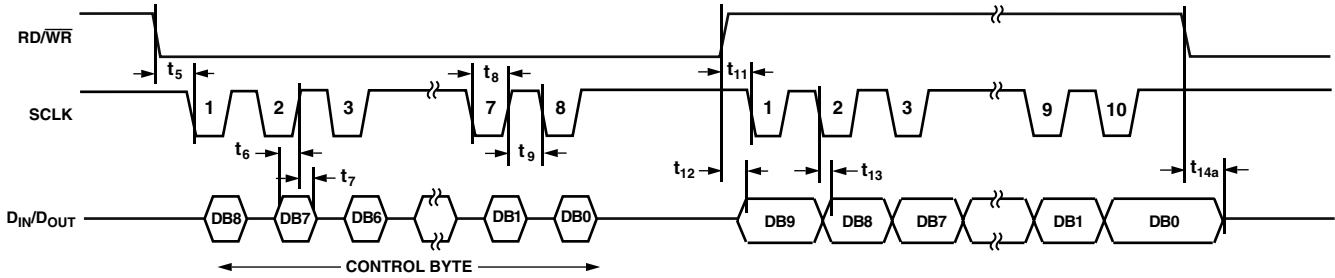 RD/WR
t5
t8
t11
SCLK
1 2 3 7 8 1 2 3 9 10
t6
t7
t9
t12
t13
t14a
DIN/DOUT
DB8 DB7 DB6 DB1 DB0 DB9 DB8 DB7 DB1 DB0
CONTROL BYTE